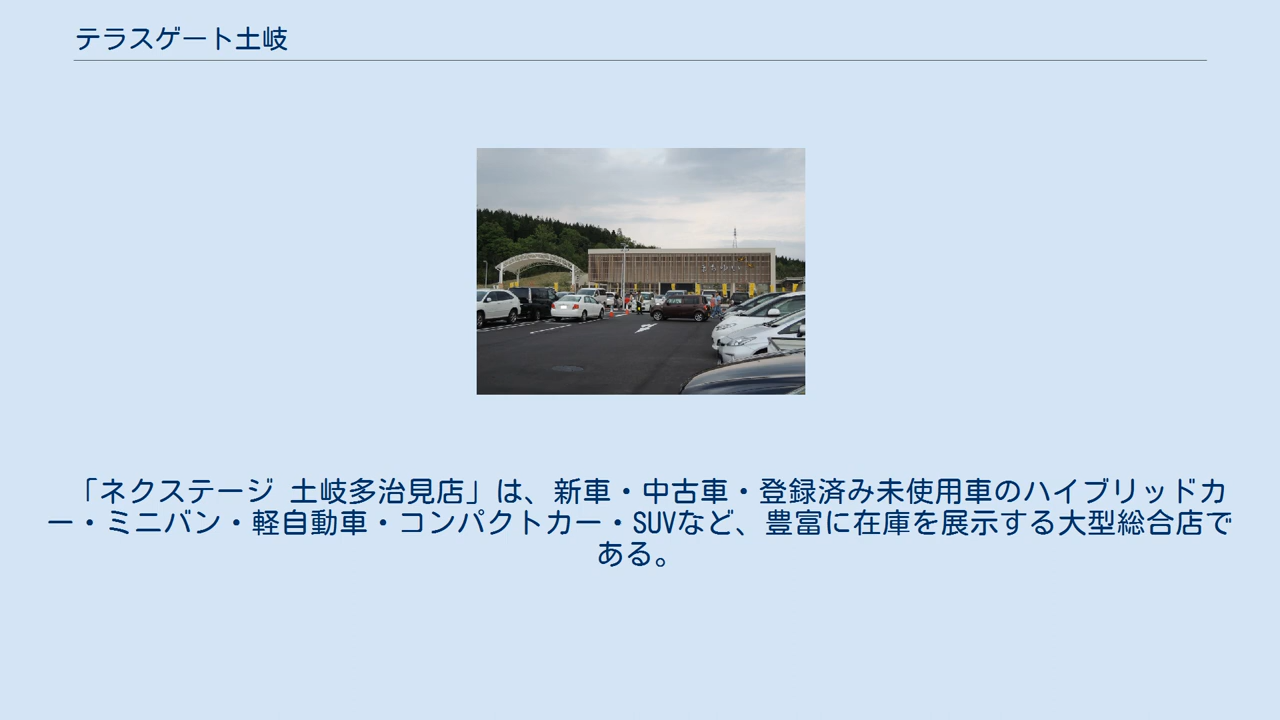 テラスゲート土岐
「ネクステージ 土岐多治見店」は、新車・中古車・登録済み未使用車のハイブリッドカ
ー・ミニバン・軽自動車・コンパクトカー・SUVなど、豊富に在庫を展示する大型総合店で
ある。